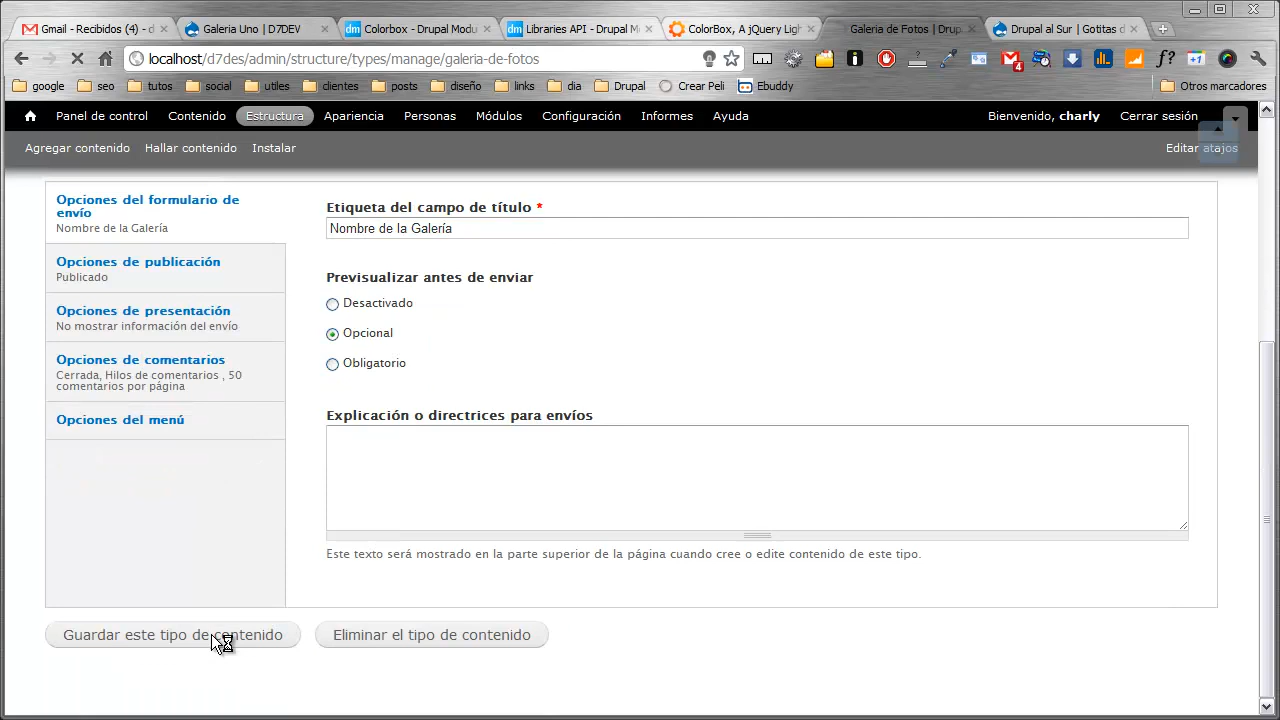 Gmail - Recibidos (4) - d
Galeria Uno | D7DEV
Colorbox - Drupal Modu
Libraries API - Drupal M
ColorBox, A jQuery Ligh
Galeria de Fotos | Drup
Drupal al Sur | Gotitas d
localhost/d7des/admin/structure/types/manage/galeria-de-fotos
google
seo
tutos
social
utiles
clientes
posts
diseño
links
dia
Drupal
Crear Peli
Ebuddy
Otros marcadores
Panel de control
Contenido
Estructura
Apariencia
Personas
Módulos
Configuración
Informes
Ayuda
Bienvenido, charly
Cerrar sesión
Agregar contenido
Hallar contenido
Instalar
Editar atajos
Opciones del formulario de
envío
Nombre de la Galería
Opciones de publicación
Publicado
Opciones de presentación
No mostrar información del envío
Opciones de comentarios
Cerrada, Hilos de comentarios , 50
comentarios por página
Opciones del menú
Etiqueta del campo de título *
Nombre de la Galería
Previsualizar antes de enviar
Desactivado
Opcional
Obligatorio
Explicación o directrices para envíos
Este texto será mostrado en la parte superior de la página cuando cree o edite contenido de este tipo.
Guardar este tipo de contenido
Eliminar el tipo de contenido